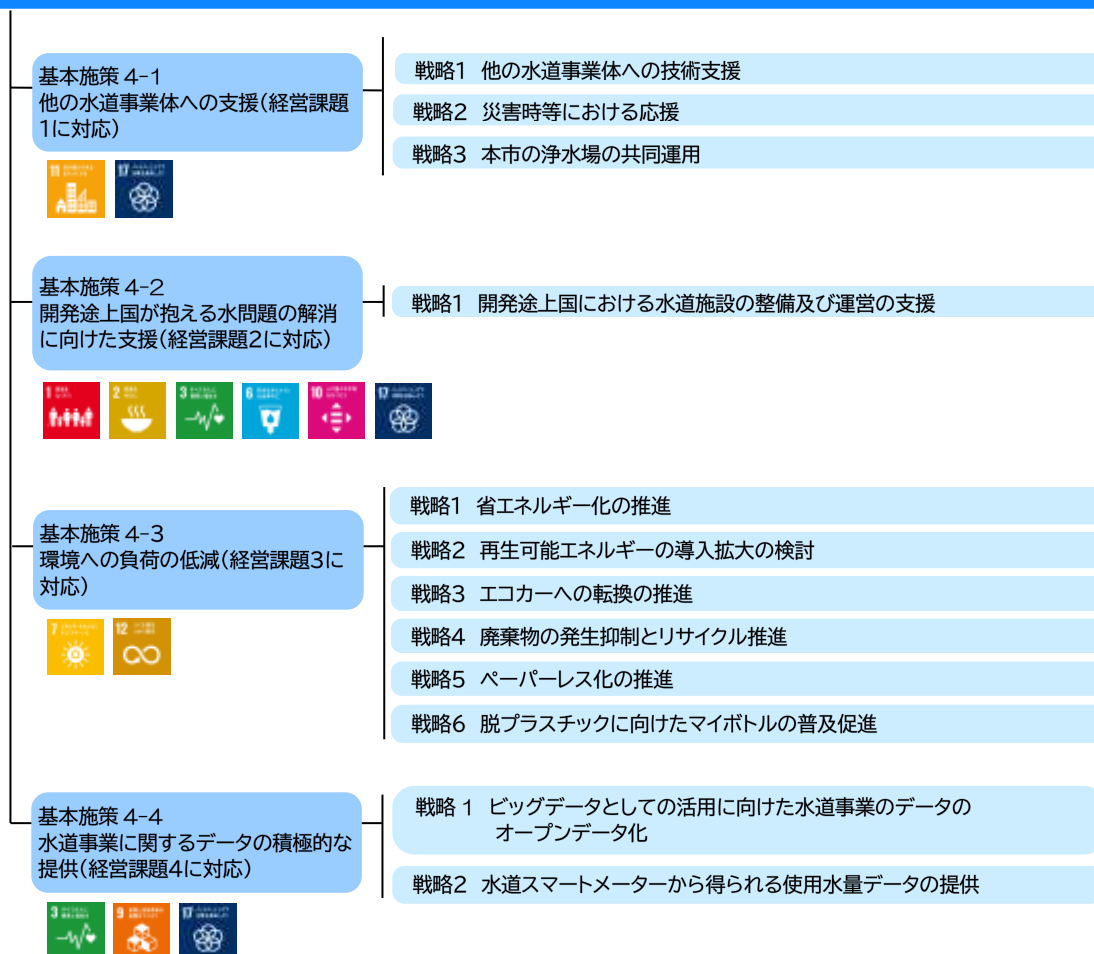 基本施策 4-1
他の水道事業体への支援(経営課題
1に対応)
戦略1 他の水道事業体への技術支援
戦略2 災害時等における応援
戦略3 本市の浄水場の共同運用
11
17
基本施策 4-2
開発途上国が抱える水問題の解消
に向けた支援(経営課題2に対応)
戦略1 開発途上国における水道施設の整備及び運営の支援
1
2
3
6
10
17
基本施策 4-3
環境への負荷の低減(経営課題3に
対応)
戦略1 省エネルギー化の推進
戦略2 再生可能エネルギーの導入拡大の検討
戦略3 エコカーへの転換の推進
戦略4 廃棄物の発生抑制とリサイクル推進
戦略5 ペーパーレス化の推進
戦略6 脱プラスチックに向けたマイボトルの普及促進
7
12
基本施策 4-4
水道事業に関するデータの積極的な
提供(経営課題4に対応)
戦略 1 ビッグデータとしての活用に向けた水道事業のデータの
オープンデータ化
戦略2 水道スマートメーターから得られる使用水量データの提供
3
9
17